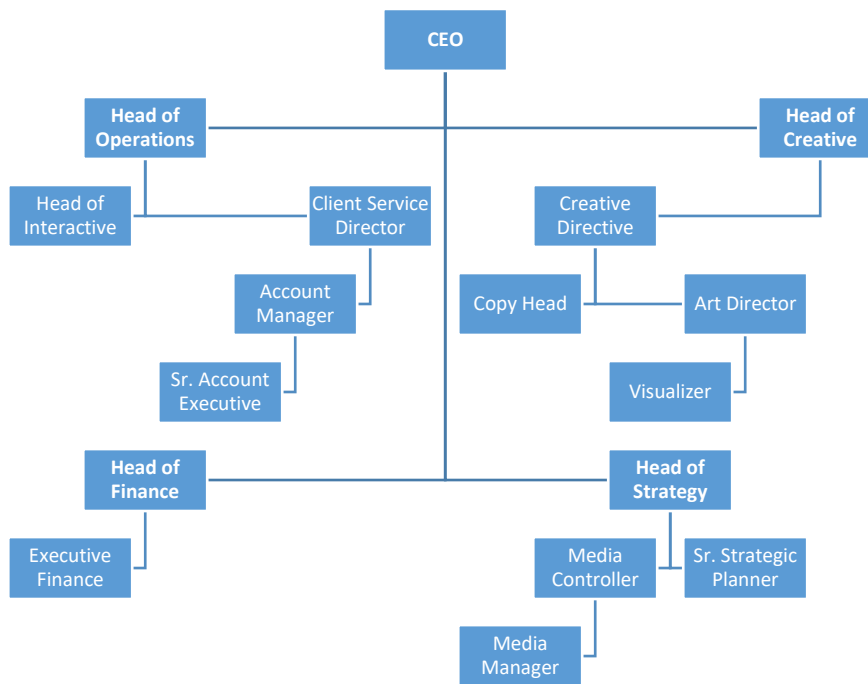 CEO
Head of
Operations
Head of
Creative
Head of
Interactive
Client Service
Director
Creative
Directive
Account
Manager
Copy Head
Art Director
Sr. Account
Executive
Visualizer
Head of
Finance
Head of
Strategy
Executive
Finance
Media
Controller
Sr. Strategic
Planner
Media
Manager